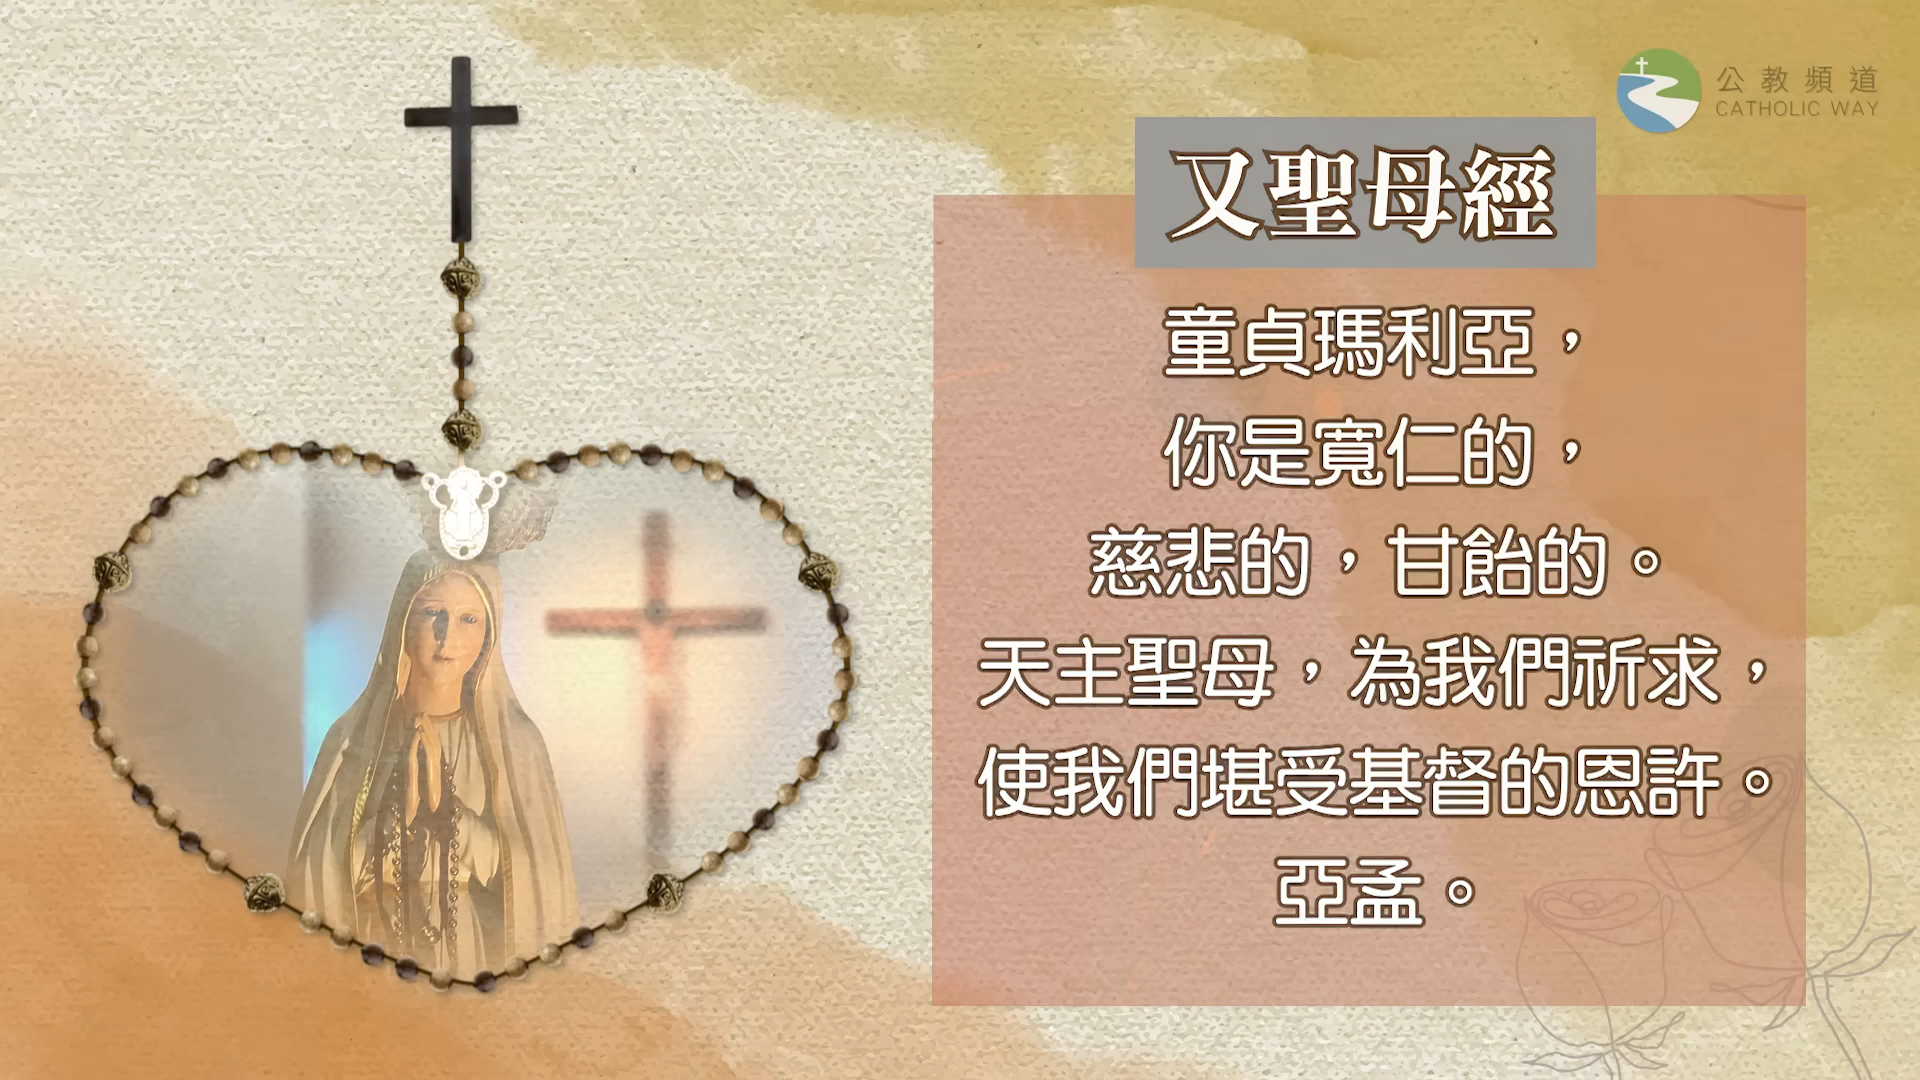 公教頻道
CATHOLIC WAY
又聖母經
童貞瑪利亞，
你是寬仁的，
慈悲的，甘飴的。
天主聖母，為我們祈求，
使我們堪受基督的恩許。
亞孟。